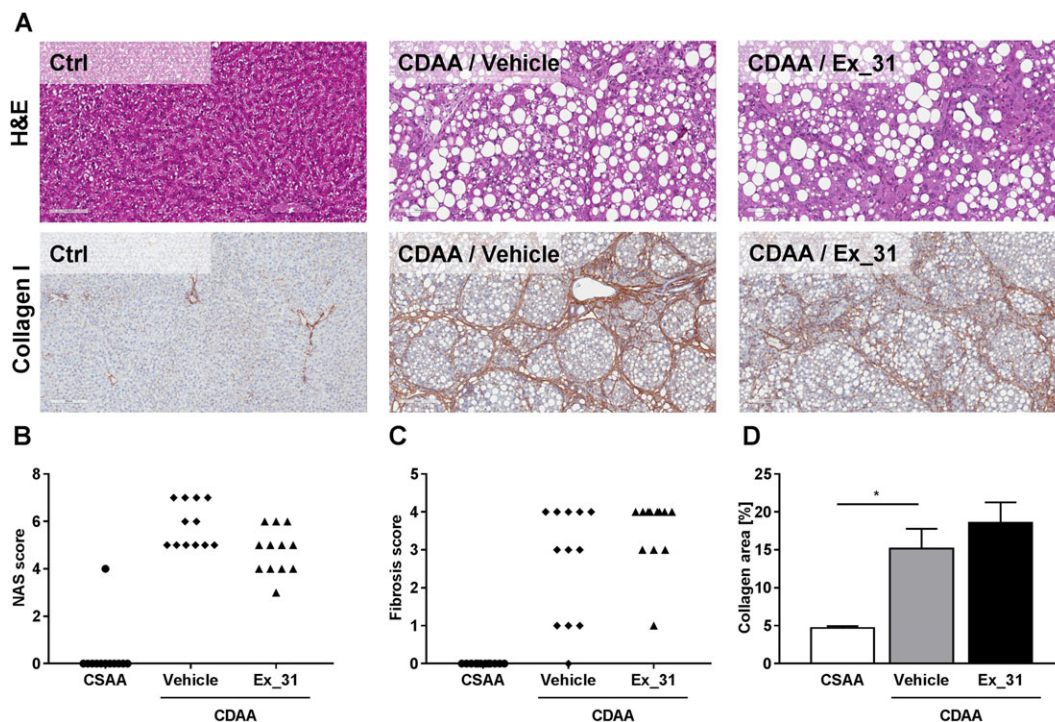 A
H&E
Ctrl
CDAA / Vehicle
CDAA / Ex_31
Collagen I
Ctrl
CDAA / Vehicle
CDAA / Ex_31
B
NAS score
8
6
4
2
0
CSAA
Vehicle
Ex_31
CDAA
C
Fibrosis score
5
4
3
2
1
0
CSAA
Vehicle
Ex_31
CDAA
D
Collagen area [%]
25
20
15
10
5
0
*
CSAA
Vehicle
Ex_31
CDAA